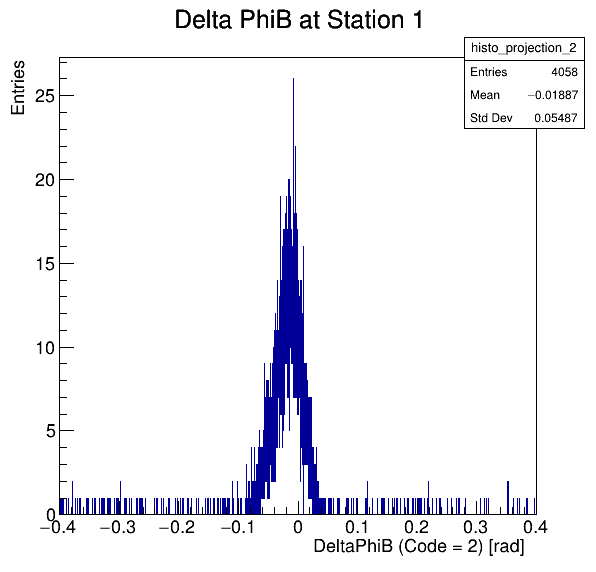 Delta PhiB at Station 1
histo_projection_2
Entries 4058
Mean −0.01887
Std Dev 0.05487
Entries
25
20
15
10
5
0
−0.4 −0.3 −0.2 −0.1 0 0.1 0.2 0.3 0.4
DeltaPhiB (Code = 2) [rad]